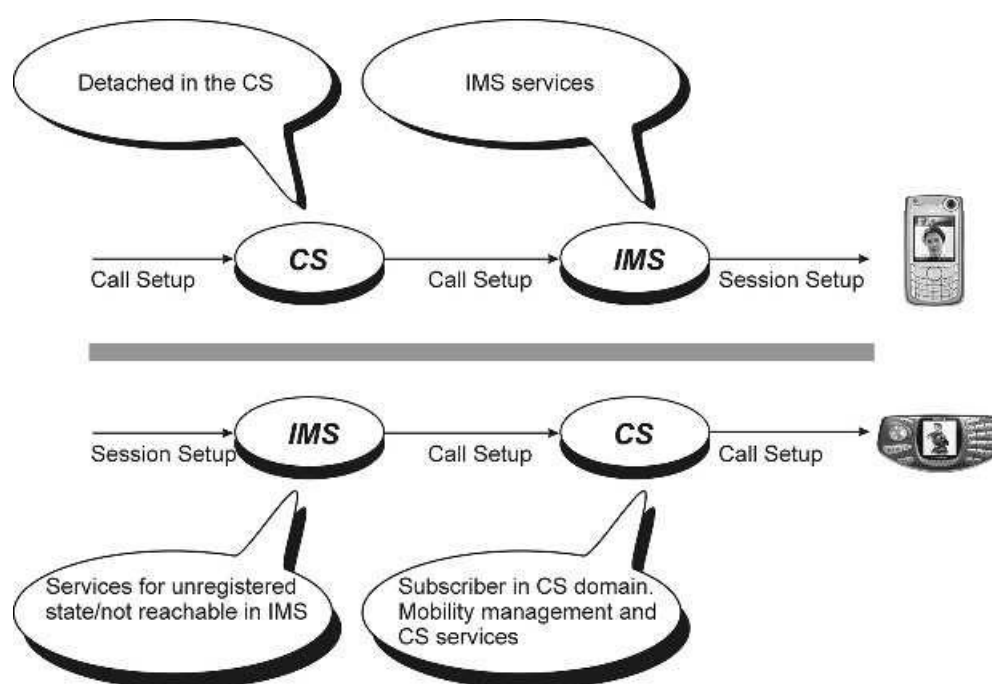 Detached in the CS
IMS services
CS
IMS
Call Setup
Call Setup
Session Setup
IMS
CS
Session Setup
Call Setup
Call Setup
Services for unregistered
state/not reachable in IMS
Subscriber in CS domain.
Mobility management and
CS services